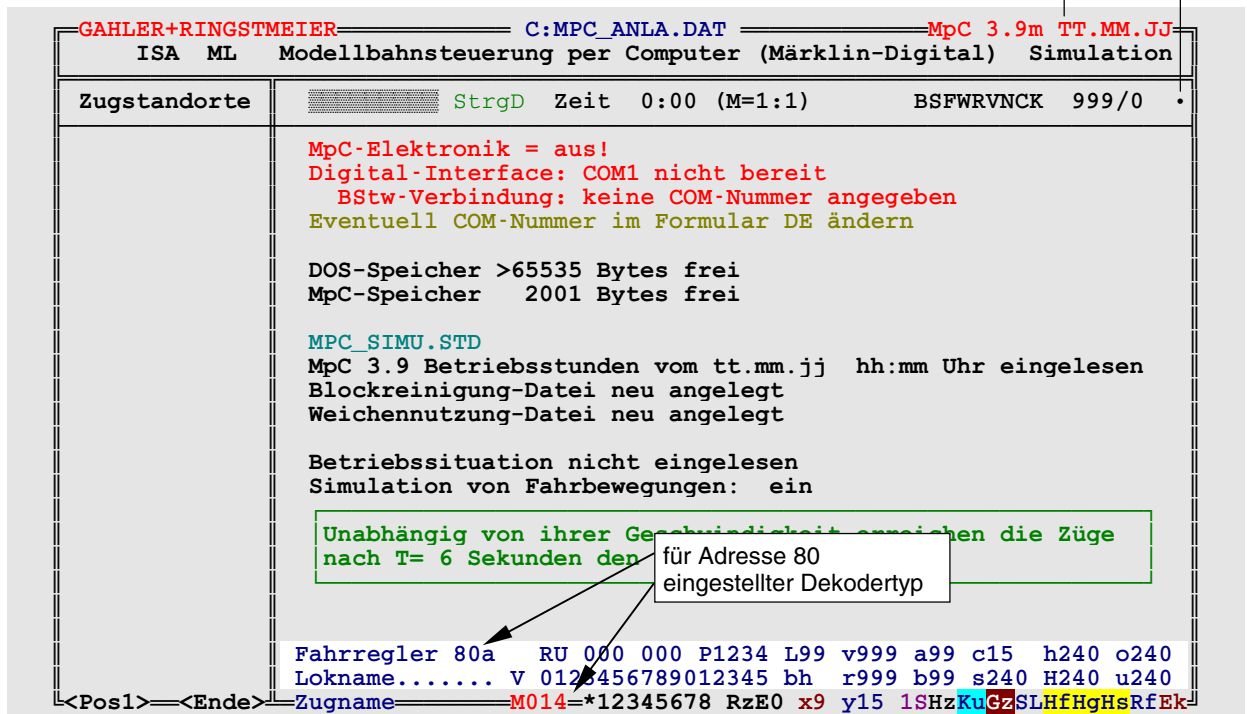 GAHLER+RINGSTMEIER C:MPC_ANLA.DAT MpC 3.9m TT.MM.JJ
ISA ML Modellbahnsteuerung per Computer (Märklin-Digital) Simulation
Zugstandorte StrgD Zeit 0:00 (M=1:1) BSFWRVNCK 999/0 •
MpC-Elektronik = aus!
Digital-Interface: COM1 nicht bereit
BStw-Verbindung: keine COM-Nummer angegeben
Eventuell COM-Nummer im Formular DE ändern
DOS-Speicher >65535 Bytes frei
MpC-Speicher 2001 Bytes frei
MPC_SIMU.STD
MpC 3.9 Betriebsstunden vom tt.mm.jj hh:mm Uhr eingelesen
Blockreinigung-Datei neu angelegt
Weichennutzung-Datei neu angelegt
Betriebssituation nicht eingelesen
Simulation von Fahrbewegungen: ein
Unabhängig von ihrer Geschwindigkeit erreichen die Züge
nach T= 6 Sekunden den
für Adresse 80
eingestellter Dekodertyp
Fahrregler 80a RU 000 000 P1234 L99 v999 a99 c15 h240 o240
Lokname....... V 0123456789012345 bh r999 b99 s240 H240 u240
<Pos1>══<Ende> Zugname M014=*12345678 RzE0 x9 y15 1SHzKuGzSLHfHgHsRfEk